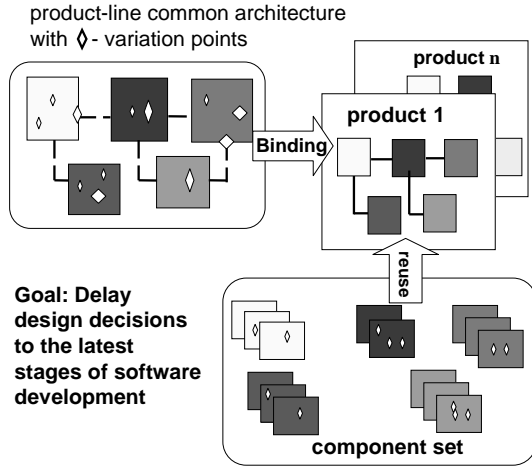 product-line common architecture
with ◊- variation points
product n
product 1
Binding
reuse
Goal: Delay
design decisions
to the latest
stages of software
development
component set